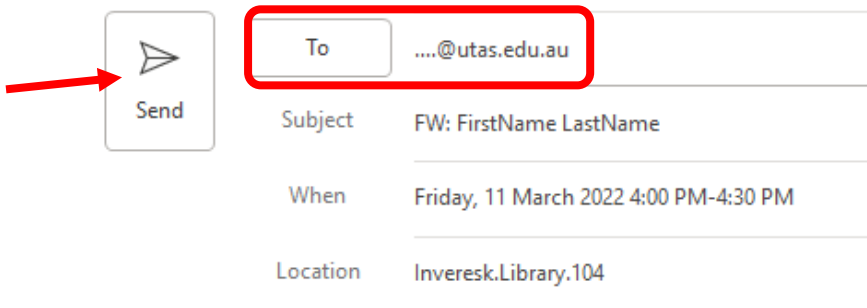 To ....@utas.edu.au
Send
Subject FW: FirstName LastName
When Friday, 11 March 2022 4:00 PM-4:30 PM
Location Inveresk.Library.104